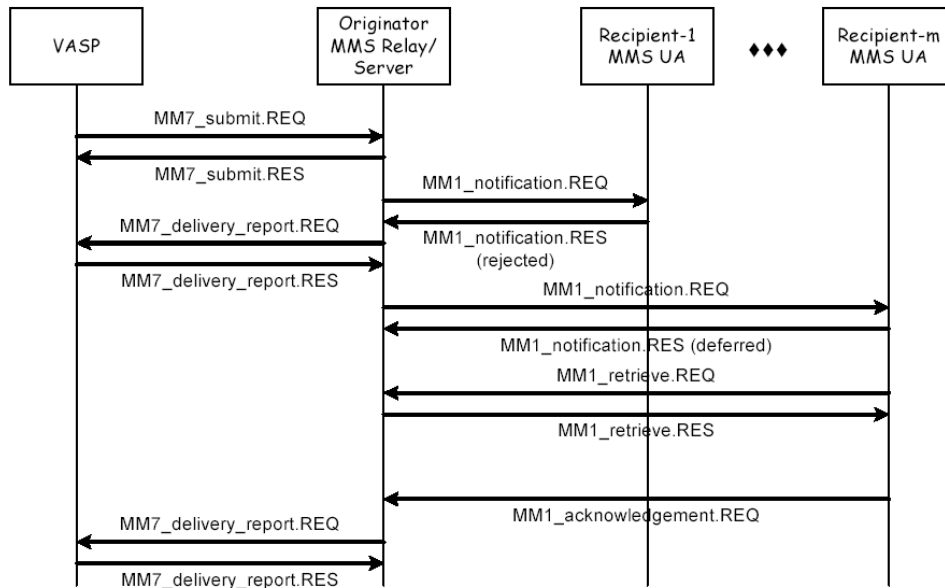 VASP
Originator
MMS Relay/
Server
Recipient-1
MMS UA
Recipient-m
MMS UA
MM7_submit.REQ
MM7_submit.RES
MM1_notification.REQ
MM7_delivery_report.REQ
MM1_notification.RES
(rejected)
MM7_delivery_report.RES
MM1_notification.REQ
MM1_notification.RES (deferred)
MM1_retrieve.REQ
MM1_retrieve.RES
MM1_acknowledgement.REQ
MM7_delivery_report.REQ
MM7_delivery_report.RES